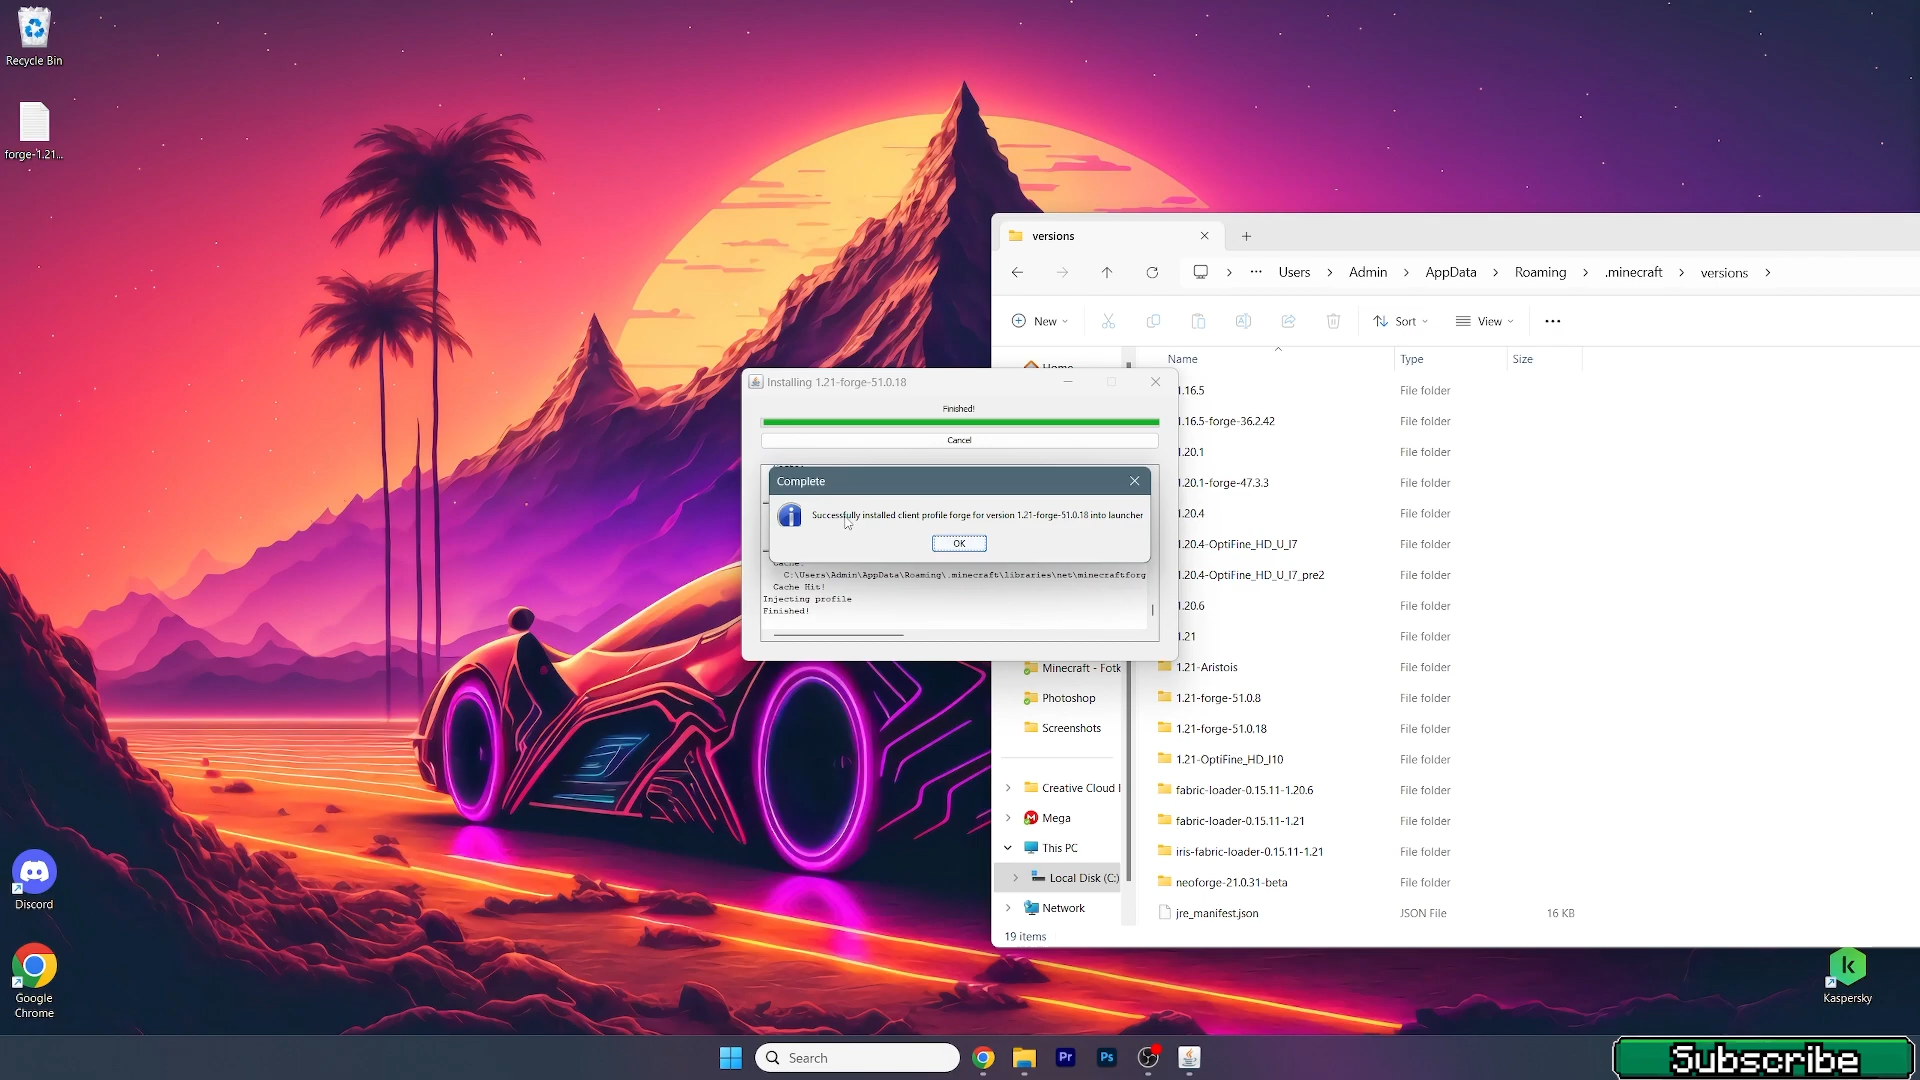 Recycle Bin
forge-1.21...
Discord
Google
Chrome
versions
Users
Admin
AppData
Roaming
.minecraft
versions
New
Sort
View
Name
Type
Size
Home
Installing 1.21-forge-51.0.18
Finished!
Cancel
Complete
Successfully installed client profile forge for version 1.21-forge-51.0.18 into launcher
OK
Cache:
C:\Users\Admin\AppData\Roaming\.minecraft\libraries\net\minecraftforg
Cache Hit!
Injecting profile
Finished!
1.16.5 File folder
1.16.5-forge-36.2.42 File folder
1.20.1 File folder
1.20.1-forge-47.3.3 File folder
1.20.4 File folder
1.20.4-OptiFine_HD_U_I7 File folder
1.20.4-OptiFine_HD_U_I7_pre2 File folder
1.20.6 File folder
1.21 File folder
1.21-Aristois File folder
1.21-forge-51.0.8 File folder
1.21-forge-51.0.18 File folder
1.21-OptiFine_HD_I10 File folder
fabric-loader-0.15.11-1.20.6 File folder
fabric-loader-0.15.11-1.21 File folder
iris-fabric-loader-0.15.11-1.21 File folder
neoforge-21.0.31-beta File folder
jre_manifest.json JSON File 16 KB
Minecraft - Fotk
Photoshop
Screenshots
Creative Cloud
Mega
This PC
Local Disk (C:)
Network
19 items
Kaspersky
Search
Pr
Ps
Subscribe